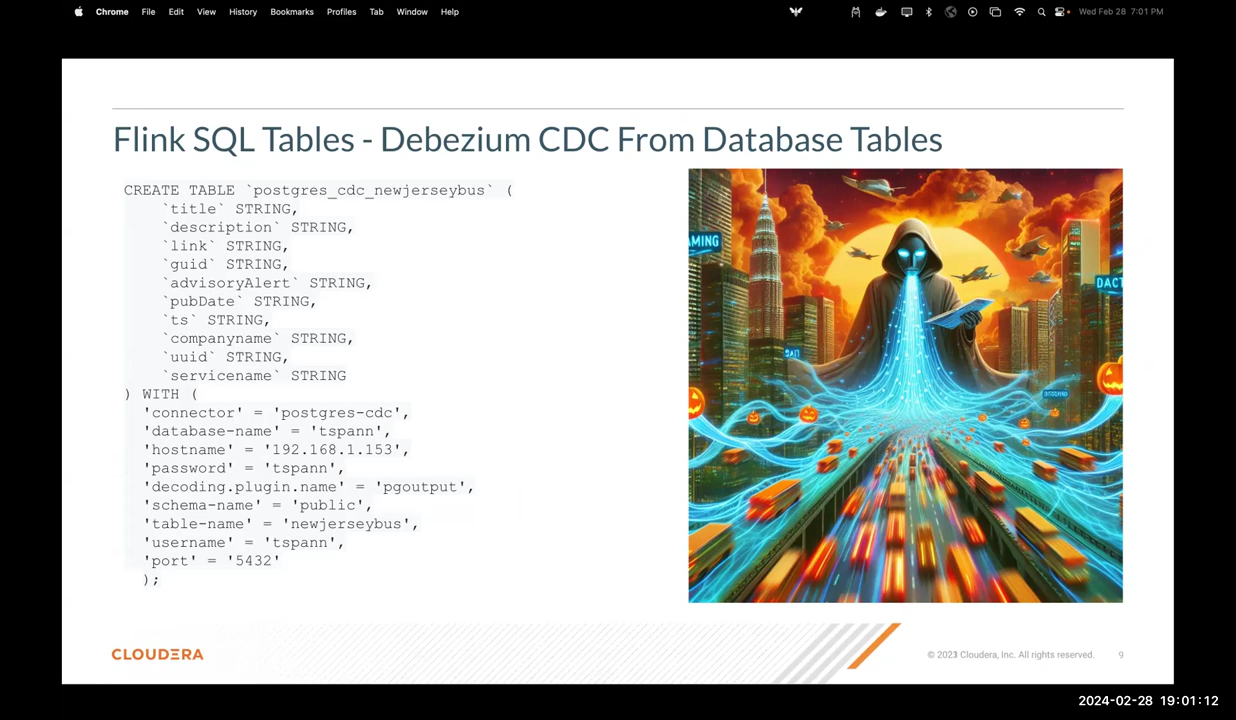 Chrome File Edit View History Bookmarks Profiles Tab Window Help
Wed Feb 28 7:01 PM
Flink SQL Tables - Debezium CDC From Database Tables
CREATE TABLE `postgres_cdc_newjerseybus` (
`title` STRING,
`description` STRING,
`link` STRING,
`guid` STRING,
`advisoryAlert` STRING,
`pubDate` STRING,
`ts` STRING,
`companyname` STRING,
`uuid` STRING,
`servicename` STRING
) WITH (
'connector' = 'postgres-cdc',
'database-name' = 'tspann',
'hostname' = '192.168.1.153',
'password' = 'tspann',
'decoding.plugin.name' = 'pgoutput',
'schema-name' = 'public',
'table-name' = 'newjerseybus',
'username' = 'tspann',
'port' = '5432'
);
AMING
DACT
CLOUDERA
© 2023 Cloudera, Inc. All rights reserved.
9
2024-02-28 19:01:12